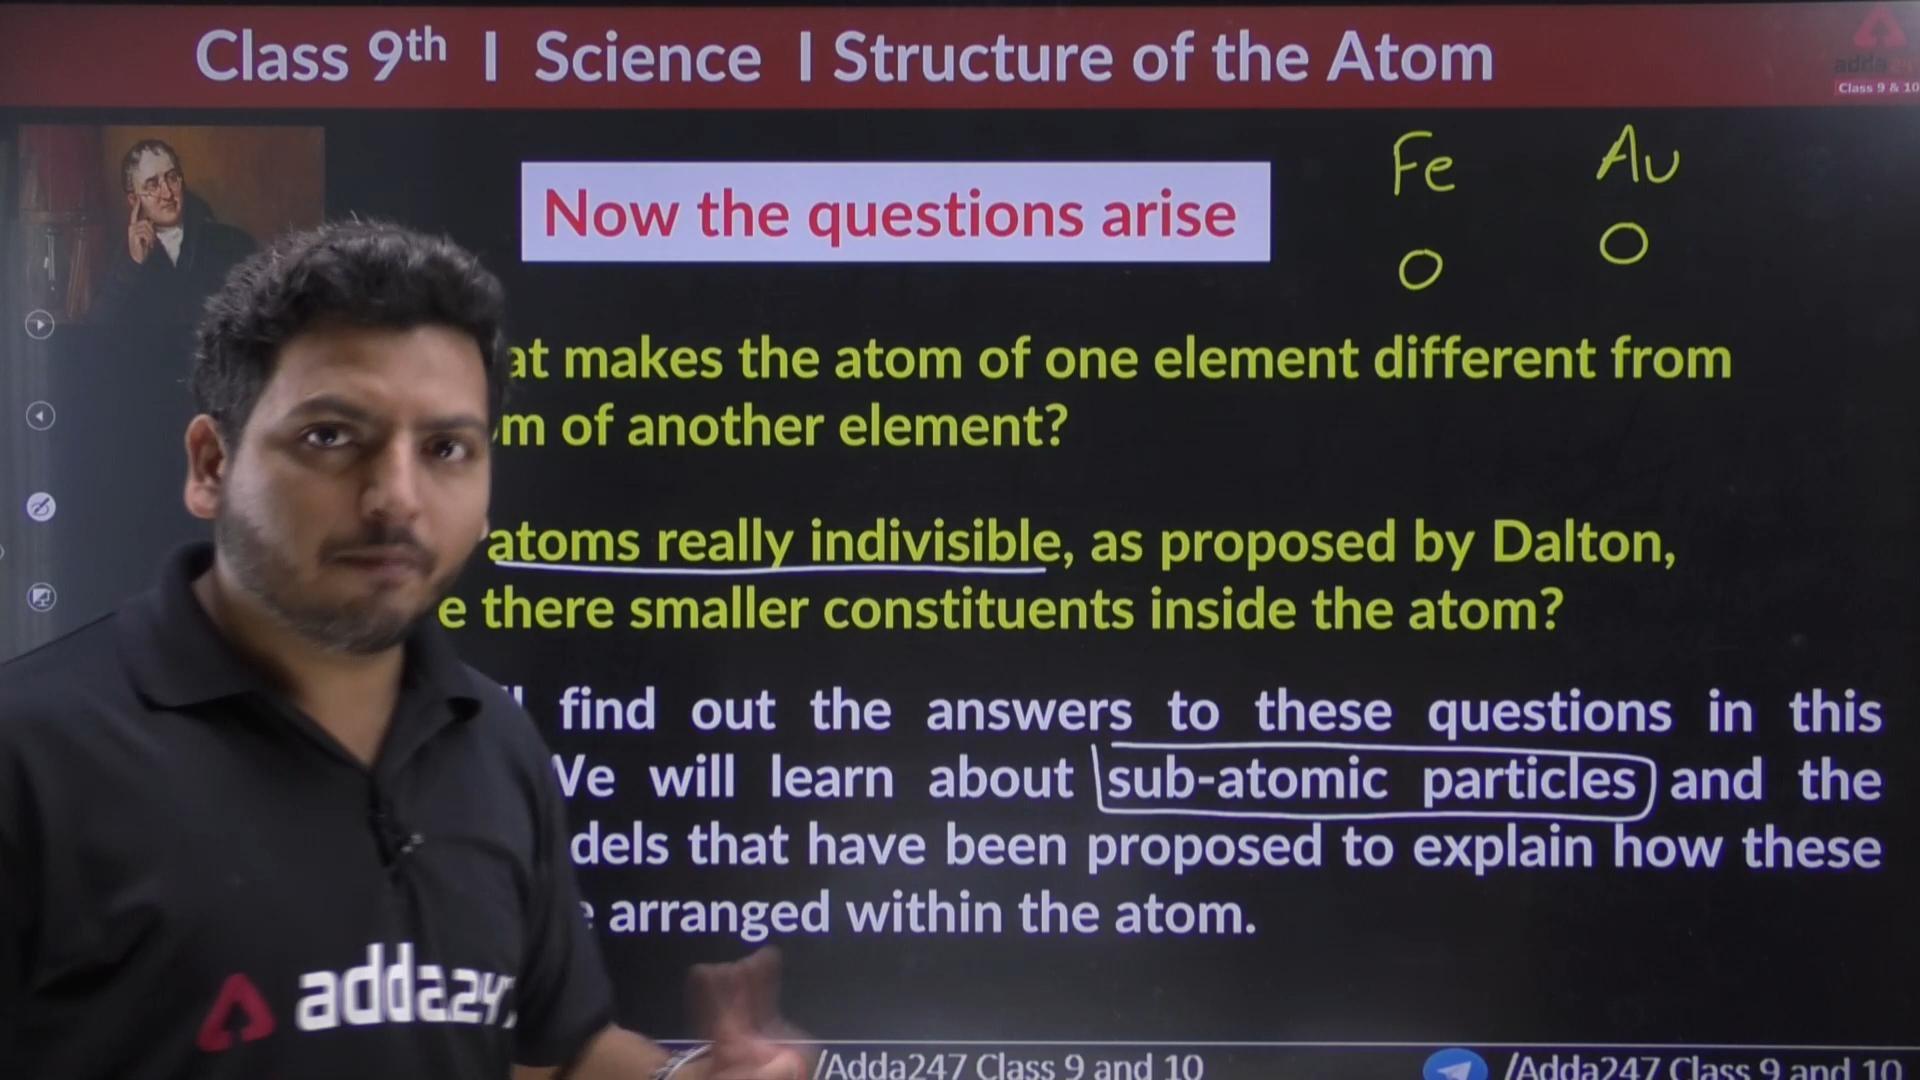 Class 9th | Science | Structure of the Atom
adda
Class 9 & 10
Fe Au
Now the questions arise
makes the atom of one element different from
of another element?
atoms really indivisible, as proposed by Dalton,
there smaller constituents inside the atom?
find out the answers to these questions in this
will learn about sub-atomic particles and the
that have been proposed to explain how these
arranged within the atom.
adda247
/Adda247 Class 9 and 10
/Adda247 Class 9 and 10